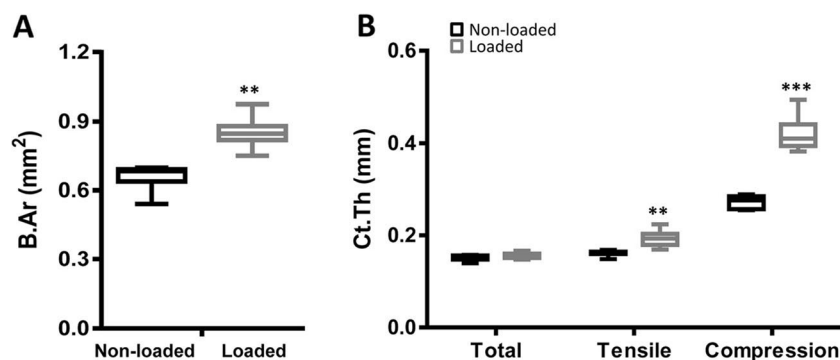 A
B.Ar (mm²)
1.2
0.9
0.6
0.3
0.0
**
Non-loaded Loaded
B
Non-loaded
Loaded
Ct.Th (mm)
0.6
0.4
0.2
0.0
**
***
Total Tensile Compression